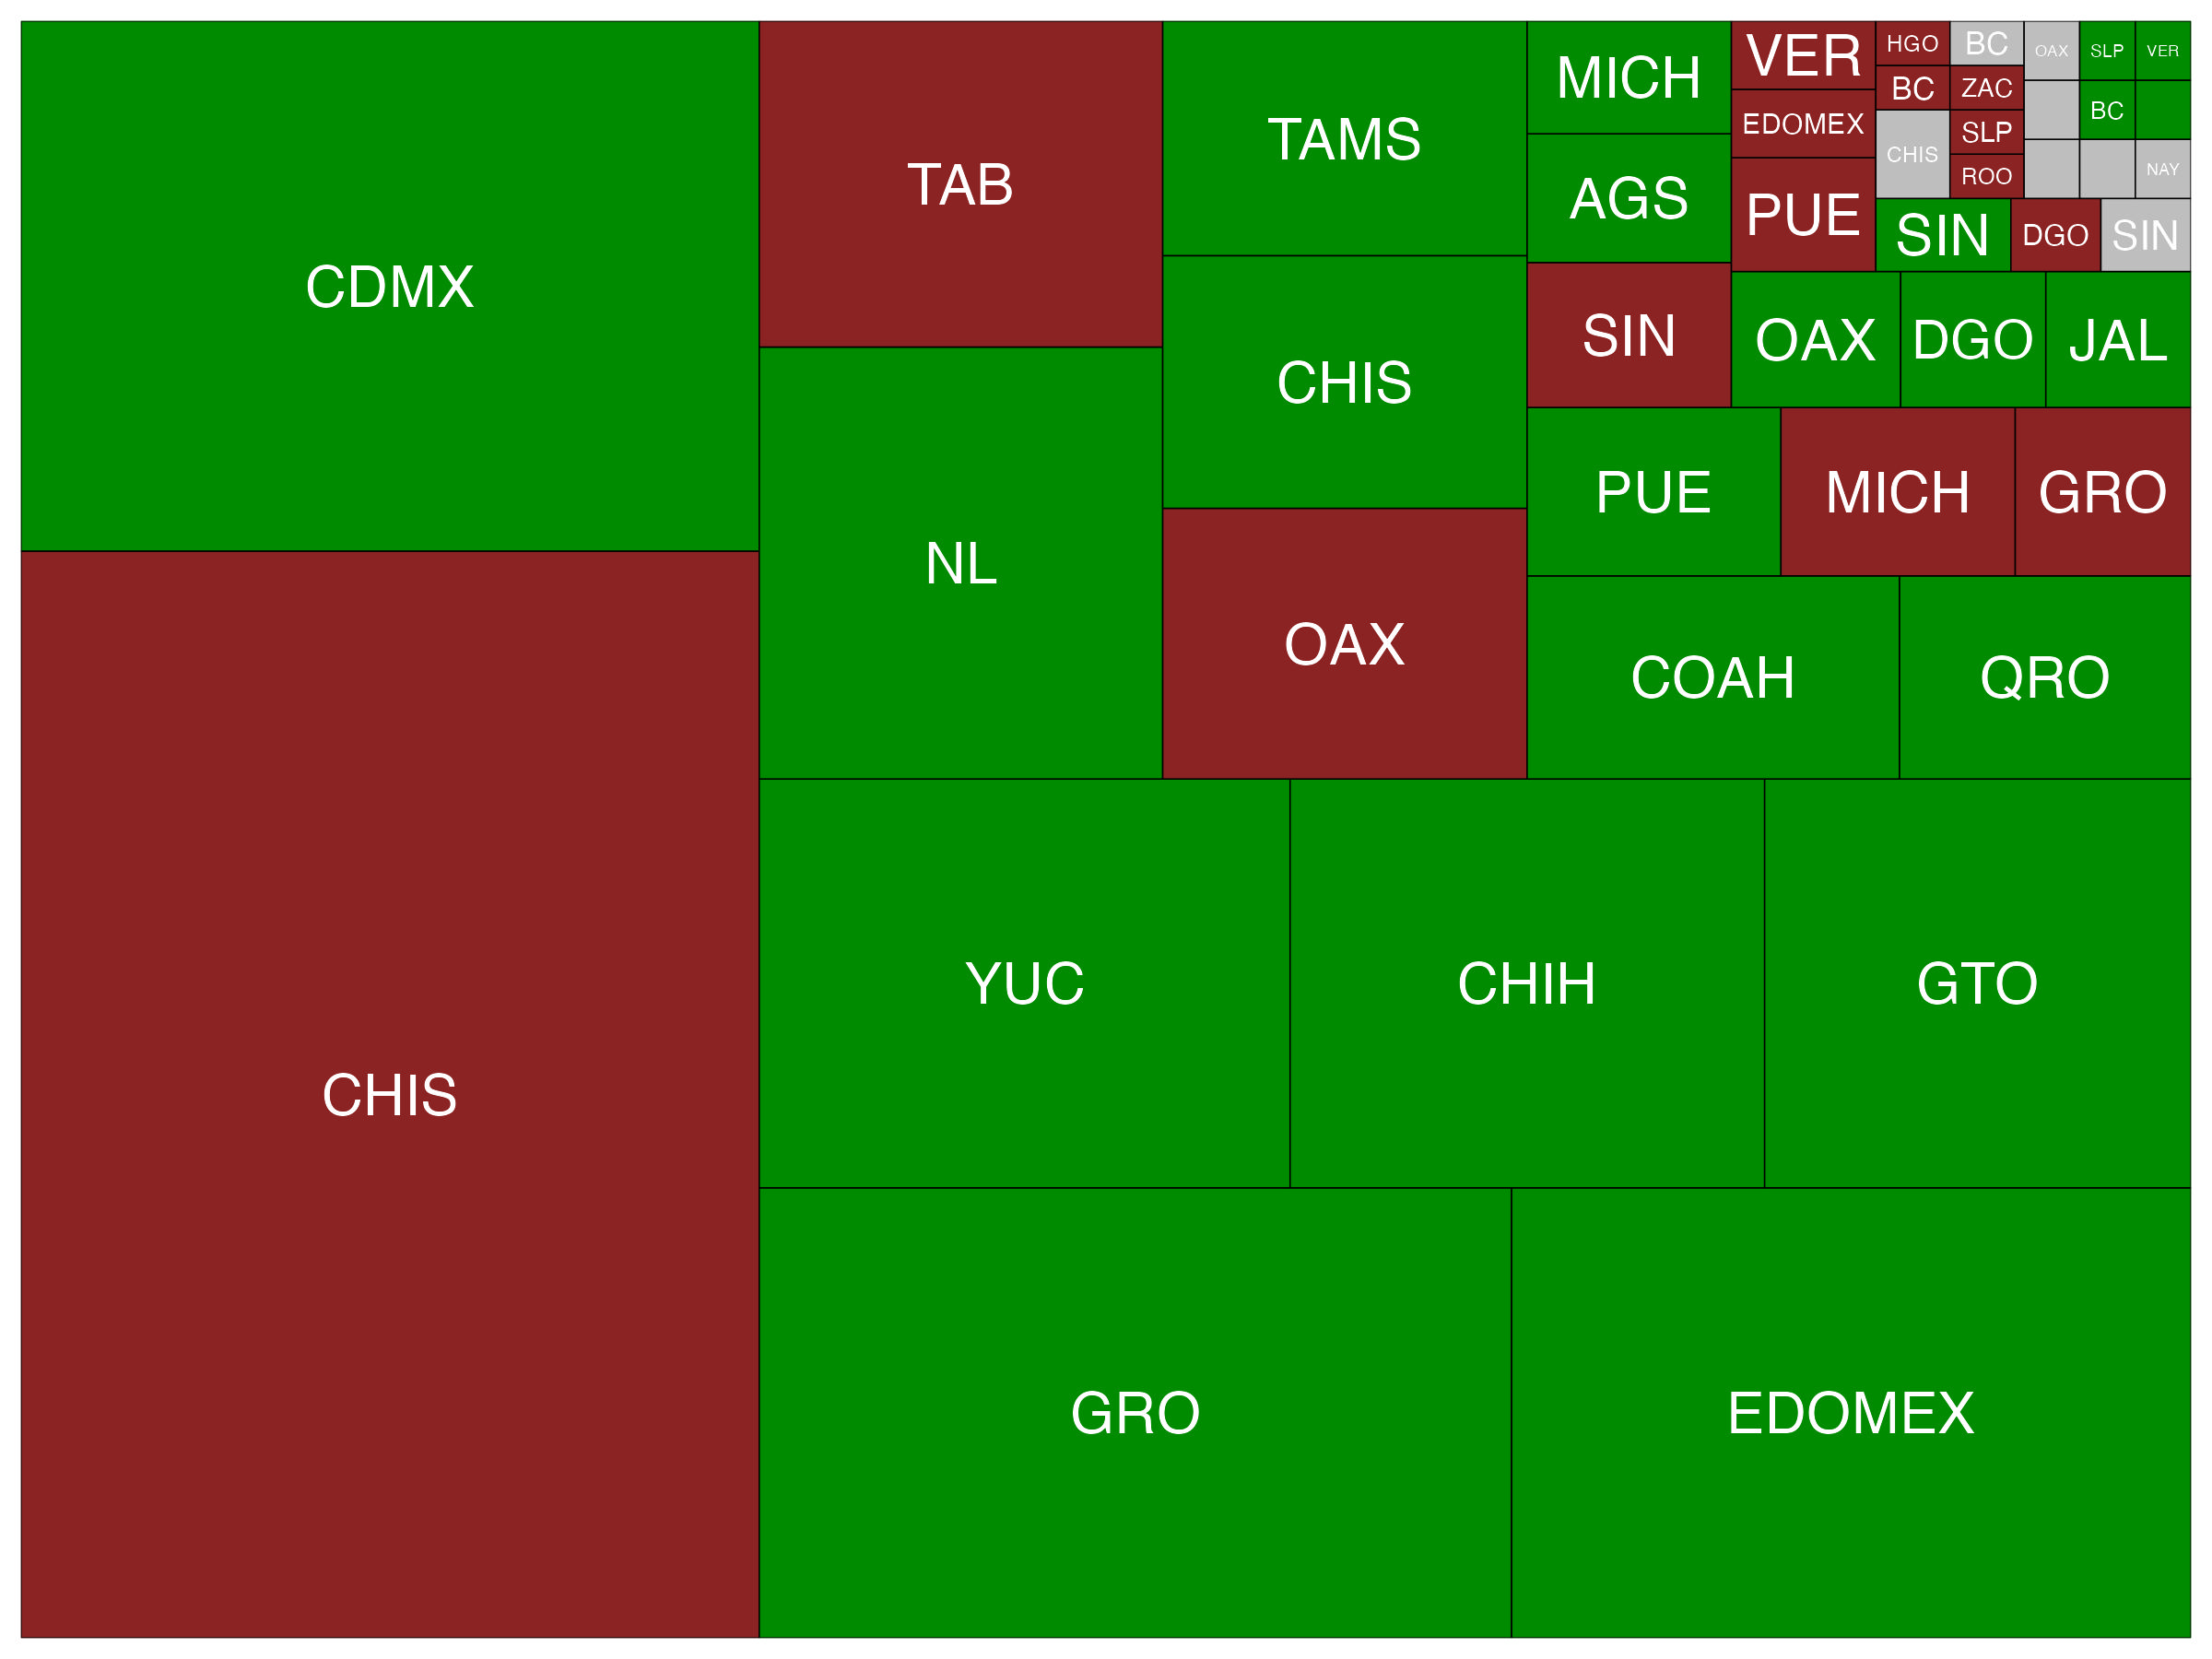 CDMX
CHIS
TAB
NL
TAMS
CHIS
OAX
MICH
AGS
SIN
VER
EDOMEX
PUE
HGO
BC
BC
ZAC
CHIS
SLP
ROO
OAX
SLP
VER
BC
NAY
SIN
DGO
SIN
OAX
DGO
JAL
PUE
MICH
GRO
COAH
QRO
YUC
CHIH
GTO
GRO
EDOMEX